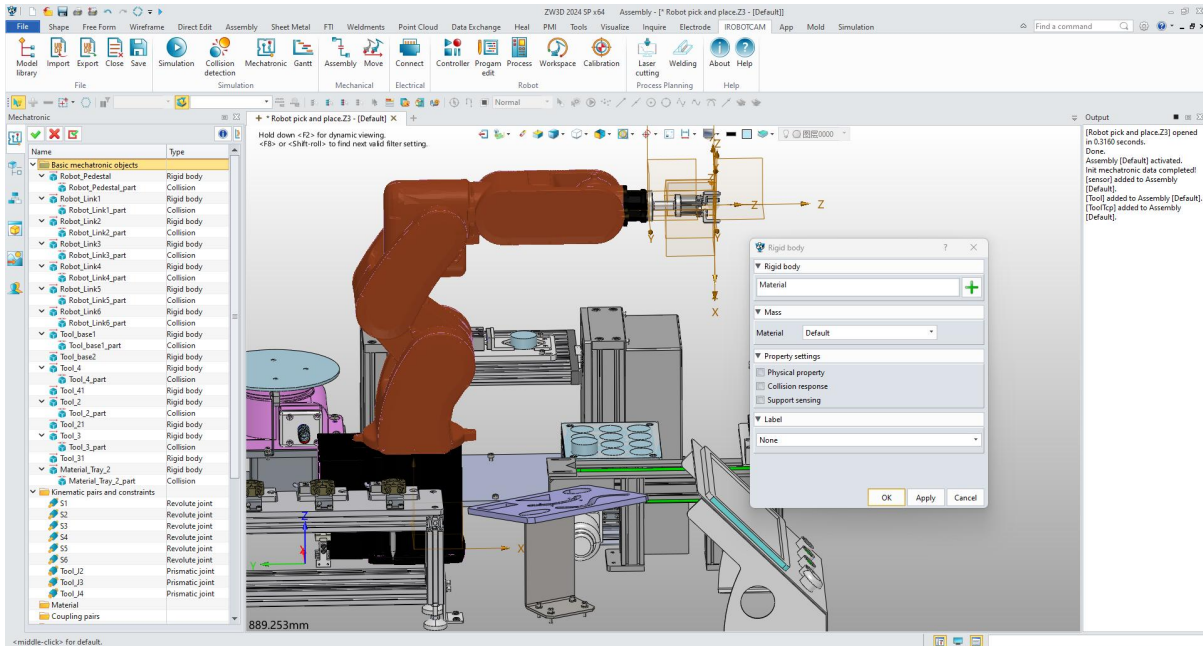 ZW3D 2024 SP x64 Assembly - [* Robot pick and place.Z3 - [Default]]
File Shape Free Form Wireframe Direct Edit Assembly Sheet Metal FTI Weldments Point Cloud Data Exchange Heal PMI Tools Visualize Inquire Electrode IROBOTCAM App Mold Simulation Find a command
Model library Import Export Close Save Simulation Collision detection Mechatronic Gantt Assembly Move Connect Controller Progam edit Process Workspace Calibration Laser cutting Welding About Help
File Simulation Mechanical Electrical Robot Process Planning Help
Normal
Mechatronic
* Robot pick and place.Z3 - [Default]
Output
Hold down <F2> for dynamic viewing.
<F8> or <Shift-roll> to find next valid filter setting.
图层0000
Name Type
Basic mechatronic objects
Robot_Pedestal Rigid body
Robot_Pedestal_part Collision
Robot_Link1 Rigid body
Robot_Link1_part Collision
Robot_Link2 Rigid body
Robot_Link2_part Collision
Robot_Link3 Rigid body
Robot_Link3_part Collision
Robot_Link4 Rigid body
Robot_Link4_part Collision
Robot_Link5 Rigid body
Robot_Link5_part Collision
Robot_Link6 Rigid body
Robot_Link6_part Collision
Tool_base1 Rigid body
Tool_base1_part Collision
Tool_base2 Rigid body
Tool_4 Rigid body
Tool_4_part Collision
Tool_41 Rigid body
Tool_2 Rigid body
Tool_2_part Collision
Tool_21 Rigid body
Tool_3 Rigid body
Tool_3_part Collision
Tool_31 Rigid body
Material_Tray_2 Rigid body
Material_Tray_2_part Collision
Kinematic pairs and constraints
S1 Revolute joint
S2 Revolute joint
S3 Revolute joint
S4 Revolute joint
S5 Revolute joint
S6 Revolute joint
Tool_J2 Prismatic joint
Tool_J3 Prismatic joint
Tool_J4 Prismatic joint
Material
Coupling pairs
Z
Z
Z
Y
Y
Y
X
Z
X
Y
X
889.253mm
Rigid body ?
Rigid body
Material
Mass
Material Default
Property settings
Physical property
Collision response
Support sensing
Label
None
OK Apply Cancel
[Robot pick and place.Z3] opened
in 0.3160 seconds.
Done.
Assembly [Default] activated.
Init mechatronic data completed!
[sensor] added to Assembly
[Default].
[Tool] added to Assembly [Default].
[ToolTcp] added to Assembly
[Default].
<middle-click> for default.